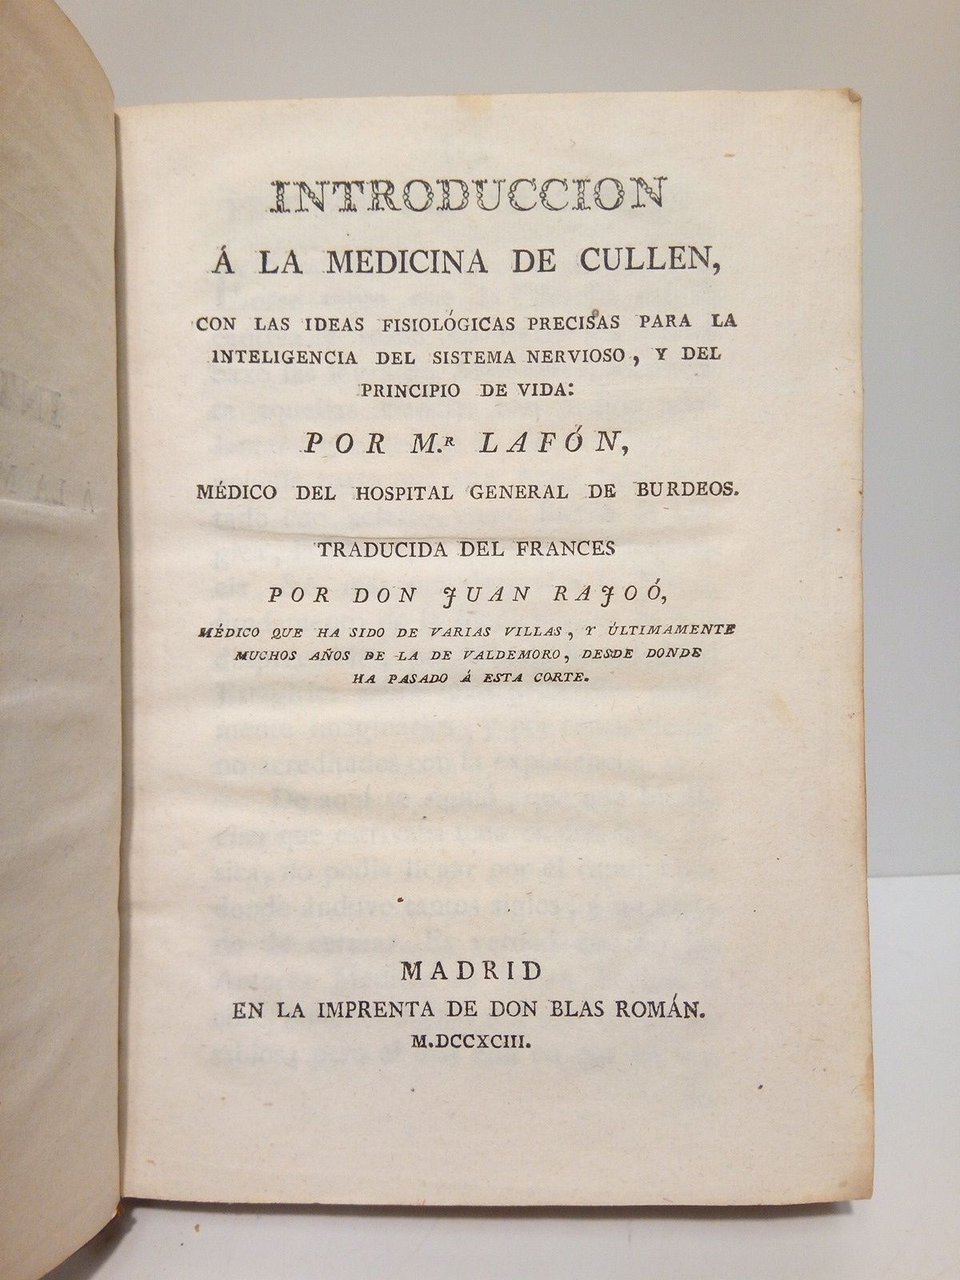 INTRODUCCION
Á LA MEDICINA DE CULLEN,
CON LAS IDEAS FISIOLÓGICAS PRECISAS PARA LA
INTELIGENCIA DEL SISTEMA NERVIOSO, Y DEL
PRINCIPIO DE VIDA:
POR M.R LAFÓN,
MÉDICO DEL HOSPITAL GENERAL DE BURDEOS.
TRADUCIDA DEL FRANCES
POR DON JUAN RAJOÓ,
MÉDICO QUE HA SIDO DE VARIAS VILLAS, Y ÚLTIMAMENTE
MUCHOS AÑOS DE LA DE VALDEMORO, DESDE DONDE
HA PASADO Á ESTA CORTE.
MADRID
EN LA IMPRENTA DE DON BLAS ROMÁN.
M.DCCXCIII.